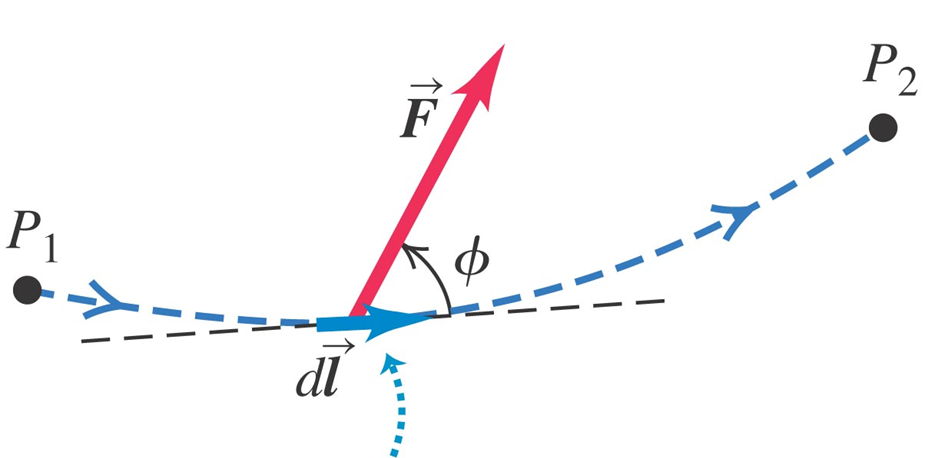 P₂
F⃗
P₁
ϕ
dl⃗